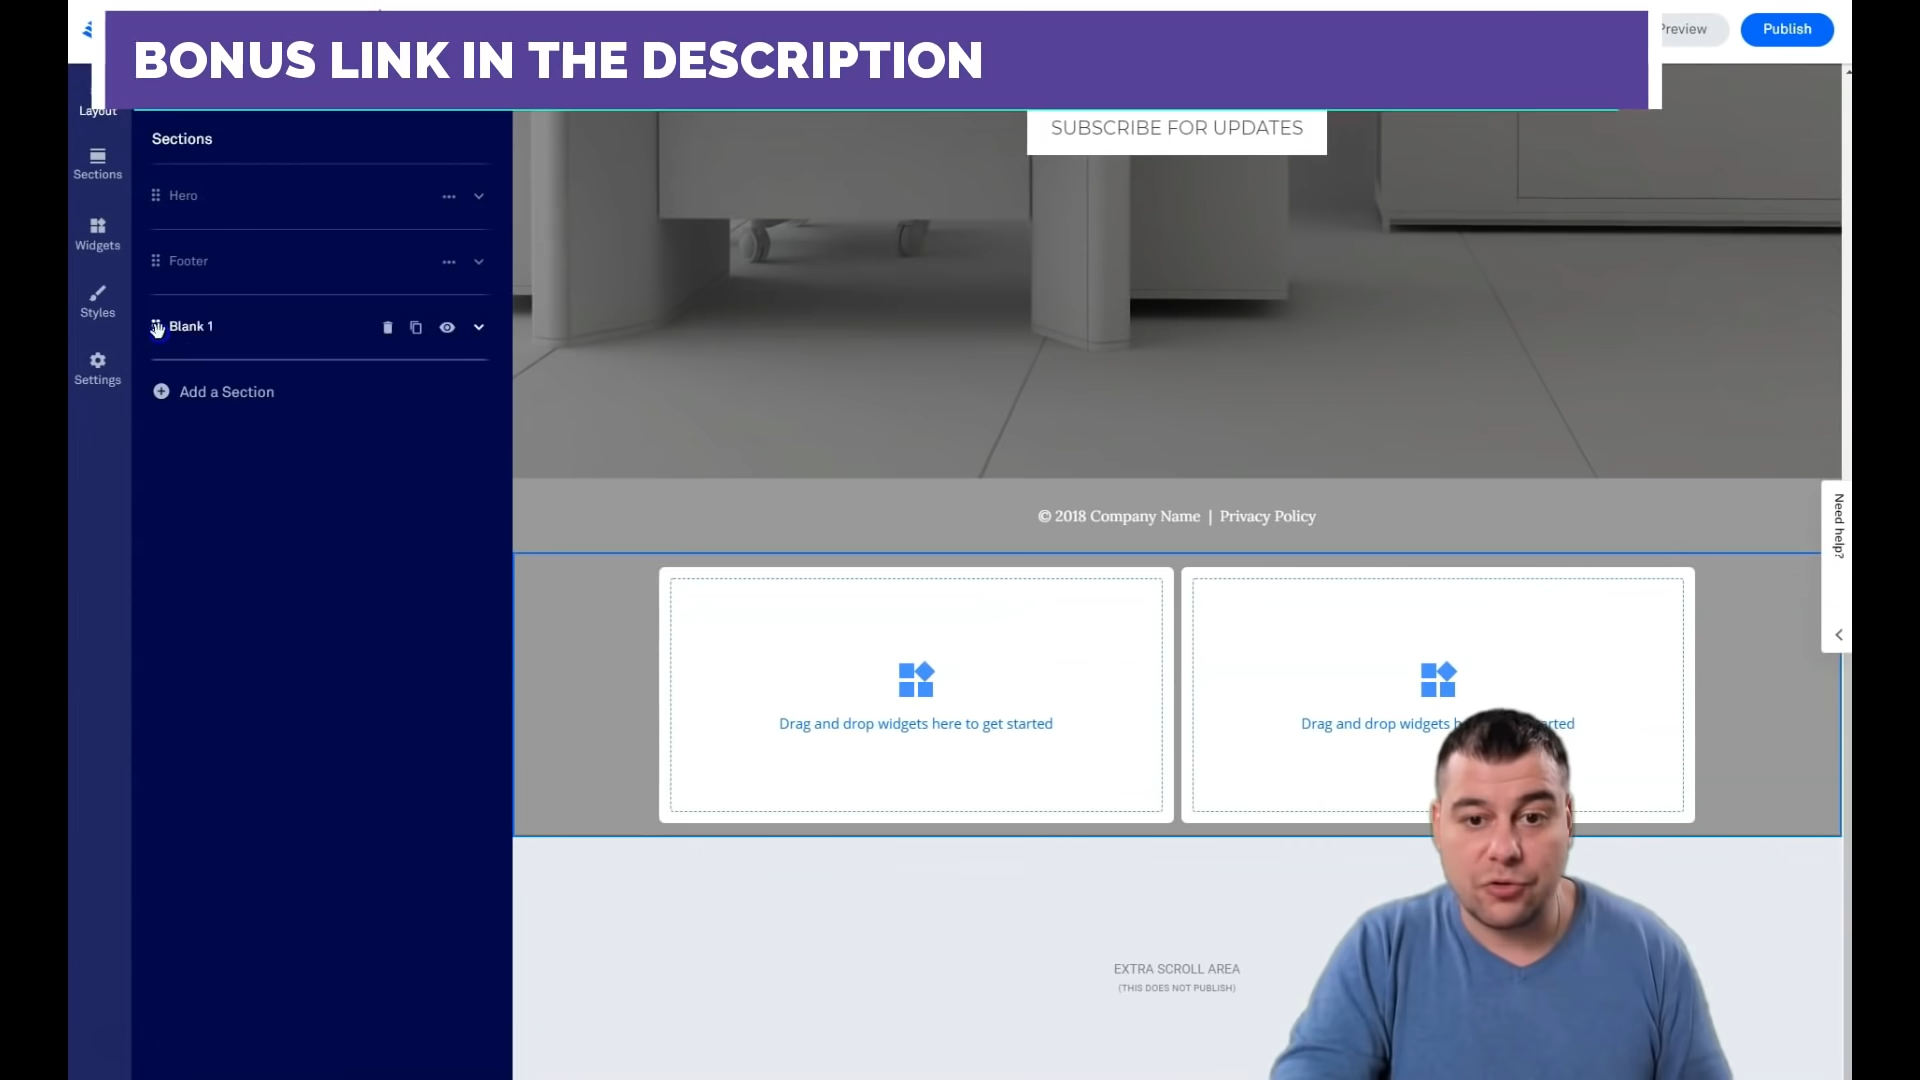 BONUS LINK IN THE DESCRIPTION
Publish
Layout
Sections
SUBSCRIBE FOR UPDATES
Sections
Hero
Widgets
Footer
Styles
Blank 1
Settings
Add a Section
Need help?
© 2018 Company Name | Privacy Policy
Drag and drop widgets here to get started
Drag and drop widgets
EXTRA SCROLL AREA
(THIS DOES NOT PUBLISH)